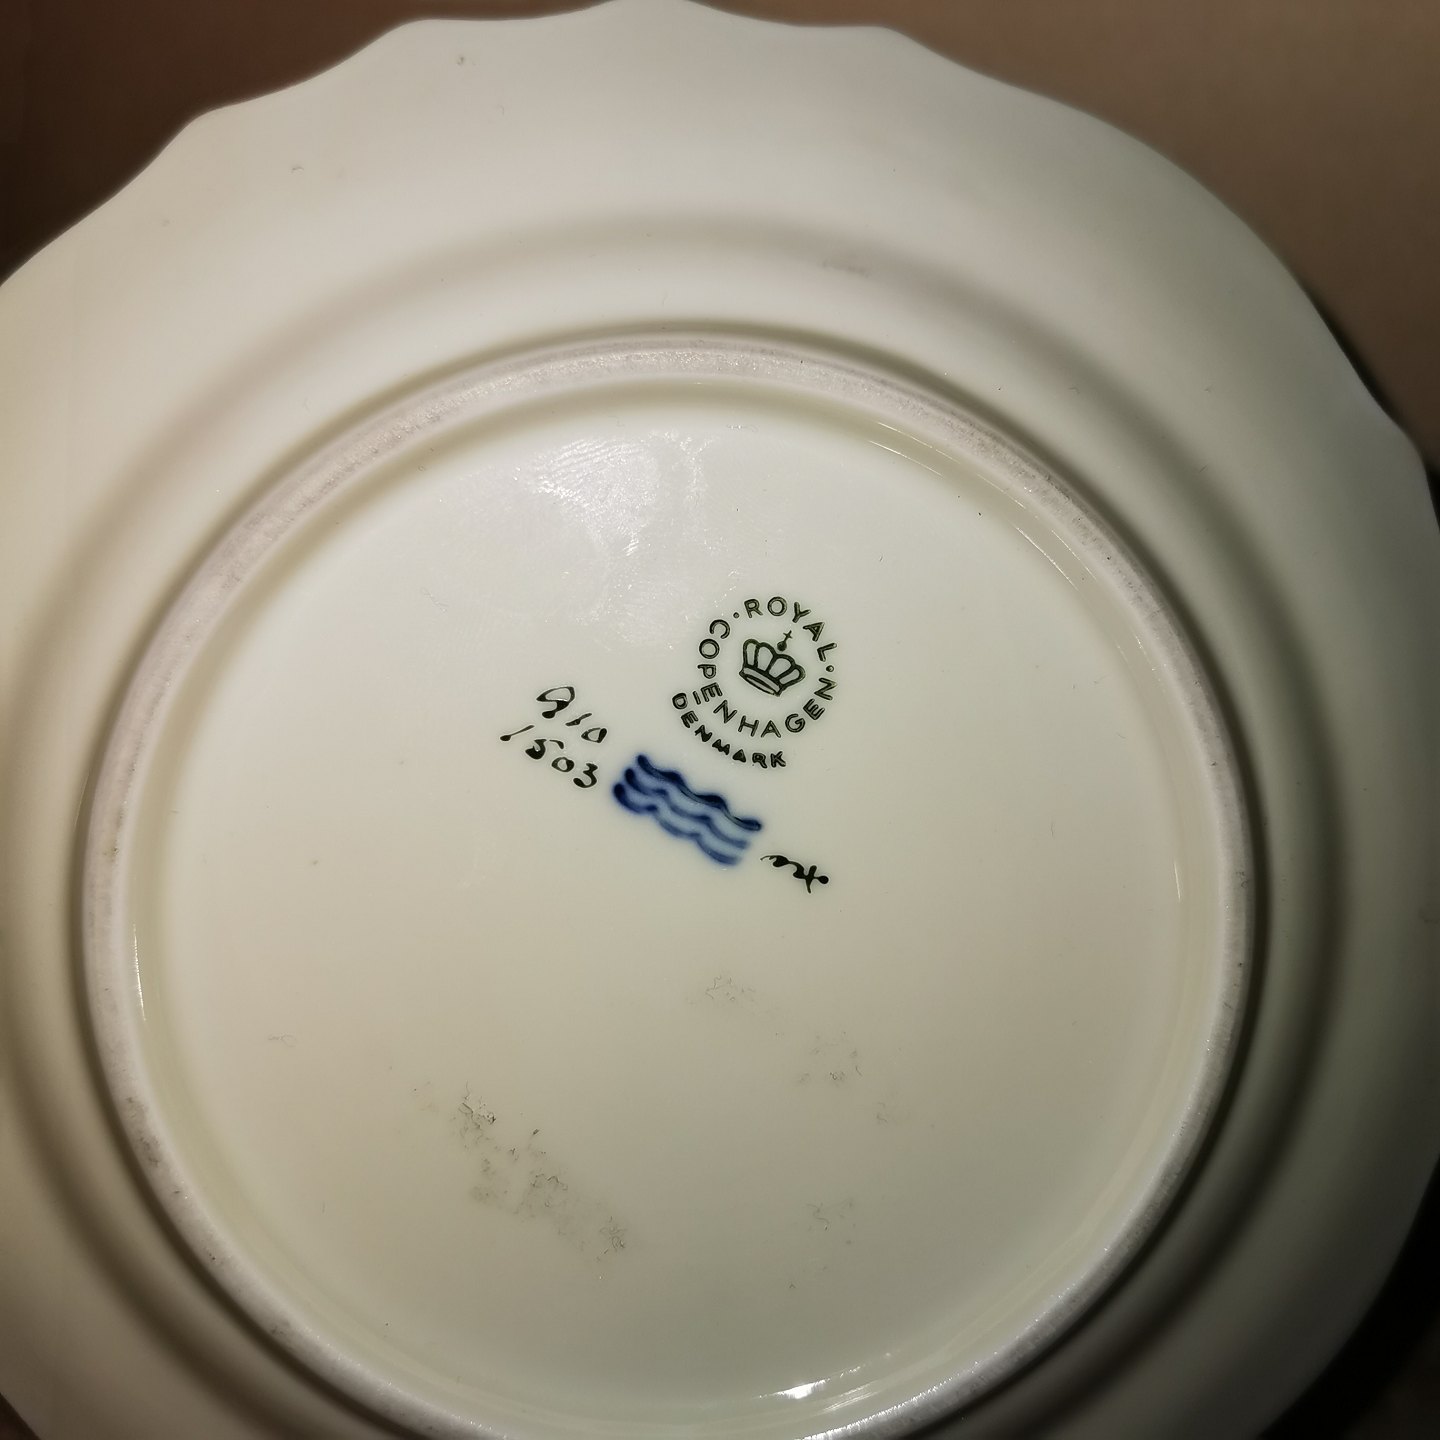 ROYAL · COPENHAGEN ·
DENMARK
910
1503